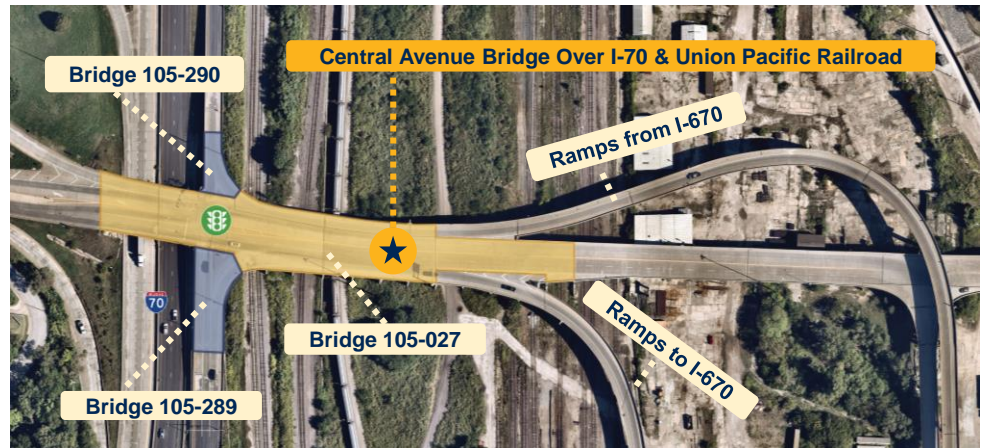 Central Avenue Bridge Over I-70 & Union Pacific Railroad
Bridge 105-290
Ramps from I-670
70
Bridge 105-027
Ramps to I-670
Bridge 105-289